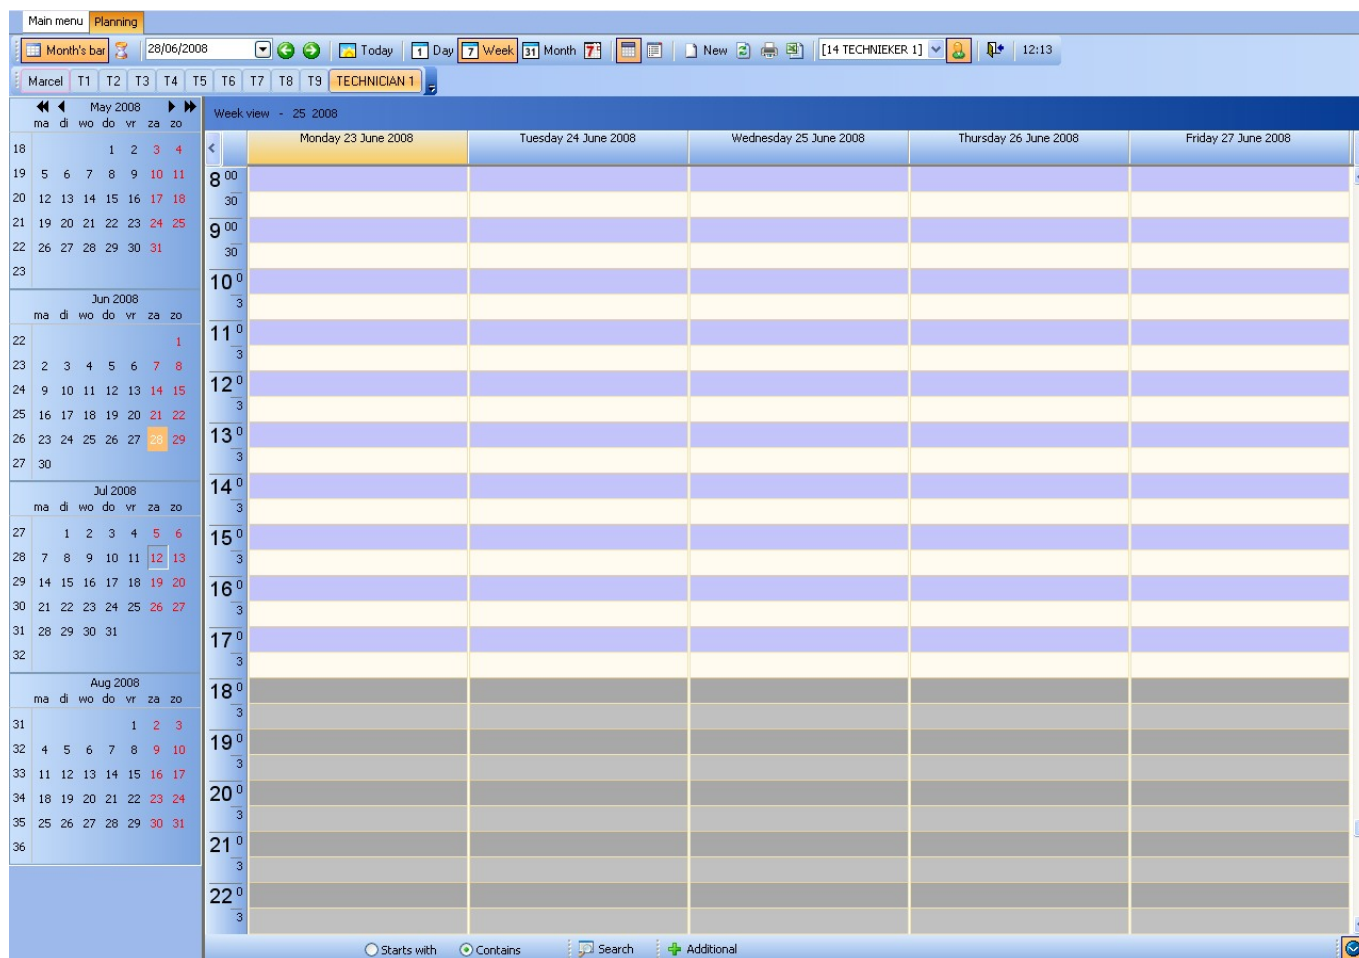 Main menu Planning
Month's bar 28/06/2008 Today 1 Day 7 Week 31 Month 7 New [14 TECHNIEKER 1] 12:13
Marcel T1 T2 T3 T4 T5 T6 T7 T8 T9 TECHNICIAN 1
May 2008
ma di wo do vr za zo
18 1 2 3 4
19 5 6 7 8 9 10 11
20 12 13 14 15 16 17 18
21 19 20 21 22 23 24 25
22 26 27 28 29 30 31
23
Jun 2008
ma di wo do vr za zo
22 1
23 2 3 4 5 6 7 8
24 9 10 11 12 13 14 15
25 16 17 18 19 20 21 22
26 23 24 25 26 27 28 29
27 30
Jul 2008
ma di wo do vr za zo
27 1 2 3 4 5 6
28 7 8 9 10 11 12 13
29 14 15 16 17 18 19 20
30 21 22 23 24 25 26 27
31 28 29 30 31
32
Aug 2008
ma di wo do vr za zo
31 1 2 3
32 4 5 6 7 8 9 10
33 11 12 13 14 15 16 17
34 18 19 20 21 22 23 24
35 25 26 27 28 29 30 31
36
Week view - 25 2008
Monday 23 June 2008 Tuesday 24 June 2008 Wednesday 25 June 2008 Thursday 26 June 2008 Friday 27 June 2008
8 00
30
9 00
30
10 0
3
11 0
3
12 0
3
13 0
3
14 0
3
15 0
3
16 0
3
17 0
3
18 0
3
19 0
3
20 0
3
21 0
3
22 0
3
Starts with Contains Search Additional